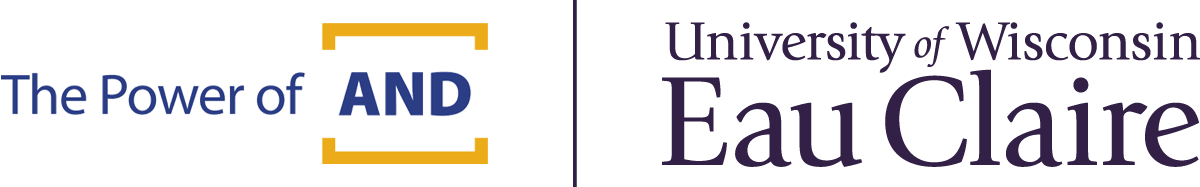 The Power of AND
University of Wisconsin
Eau Claire